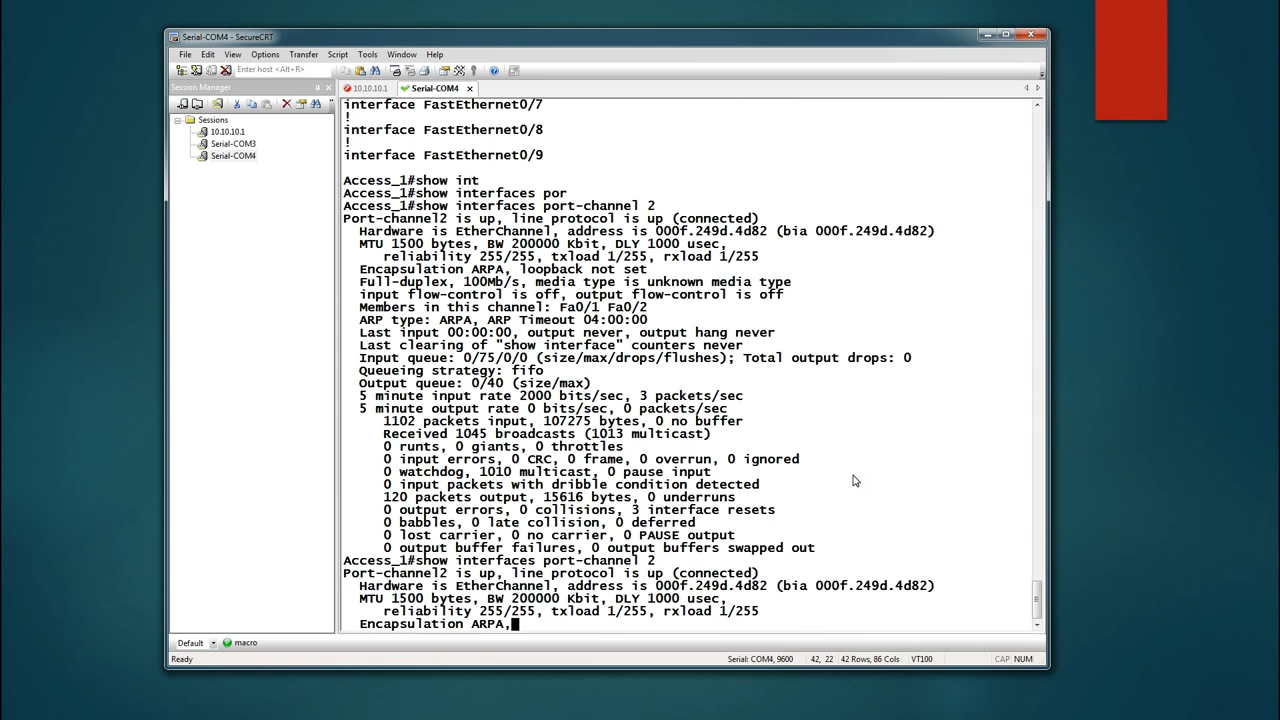 Serial-COM4 - SecureCRT
File Edit View Options Transfer Script Tools Window Help
Enter host <Alt+R>
Session Manager
10.10.10.1
Serial-COM4
Sessions
10.10.10.1
Serial-COM3
Serial-COM4
interface FastEthernet0/7
!
interface FastEthernet0/8
!
interface FastEthernet0/9
Access_1#show int
Access_1#show interfaces por
Access_1#show interfaces port-channel 2
Port-channel2 is up, line protocol is up (connected)
Hardware is EtherChannel, address is 000f.249d.4d82 (bia 000f.249d.4d82)
MTU 1500 bytes, BW 200000 Kbit, DLY 1000 usec,
reliability 255/255, txload 1/255, rxload 1/255
Encapsulation ARPA, loopback not set
Full-duplex, 100Mb/s, media type is unknown media type
input flow-control is off, output flow-control is off
Members in this channel: Fa0/1 Fa0/2
ARP type: ARPA, ARP Timeout 04:00:00
Last input 00:00:00, output never, output hang never
Last clearing of "show interface" counters never
Input queue: 0/75/0/0 (size/max/drops/flushes); Total output drops: 0
Queueing strategy: fifo
Output queue: 0/40 (size/max)
5 minute input rate 2000 bits/sec, 3 packets/sec
5 minute output rate 0 bits/sec, 0 packets/sec
1102 packets input, 107275 bytes, 0 no buffer
Received 1045 broadcasts (1013 multicast)
0 runts, 0 giants, 0 throttles
0 input errors, 0 CRC, 0 frame, 0 overrun, 0 ignored
0 watchdog, 1010 multicast, 0 pause input
0 input packets with dribble condition detected
120 packets output, 15616 bytes, 0 underruns
0 output errors, 0 collisions, 3 interface resets
0 babbles, 0 late collision, 0 deferred
0 lost carrier, 0 no carrier, 0 PAUSE output
0 output buffer failures, 0 output buffers swapped out
Access_1#show interfaces port-channel 2
Port-channel2 is up, line protocol is up (connected)
Hardware is EtherChannel, address is 000f.249d.4d82 (bia 000f.249d.4d82)
MTU 1500 bytes, BW 200000 Kbit, DLY 1000 usec,
reliability 255/255, txload 1/255, rxload 1/255
Encapsulation ARPA,
Default macro
Ready Serial: COM4, 9600 42, 22 42 Rows, 86 Cols VT100 CAP NUM